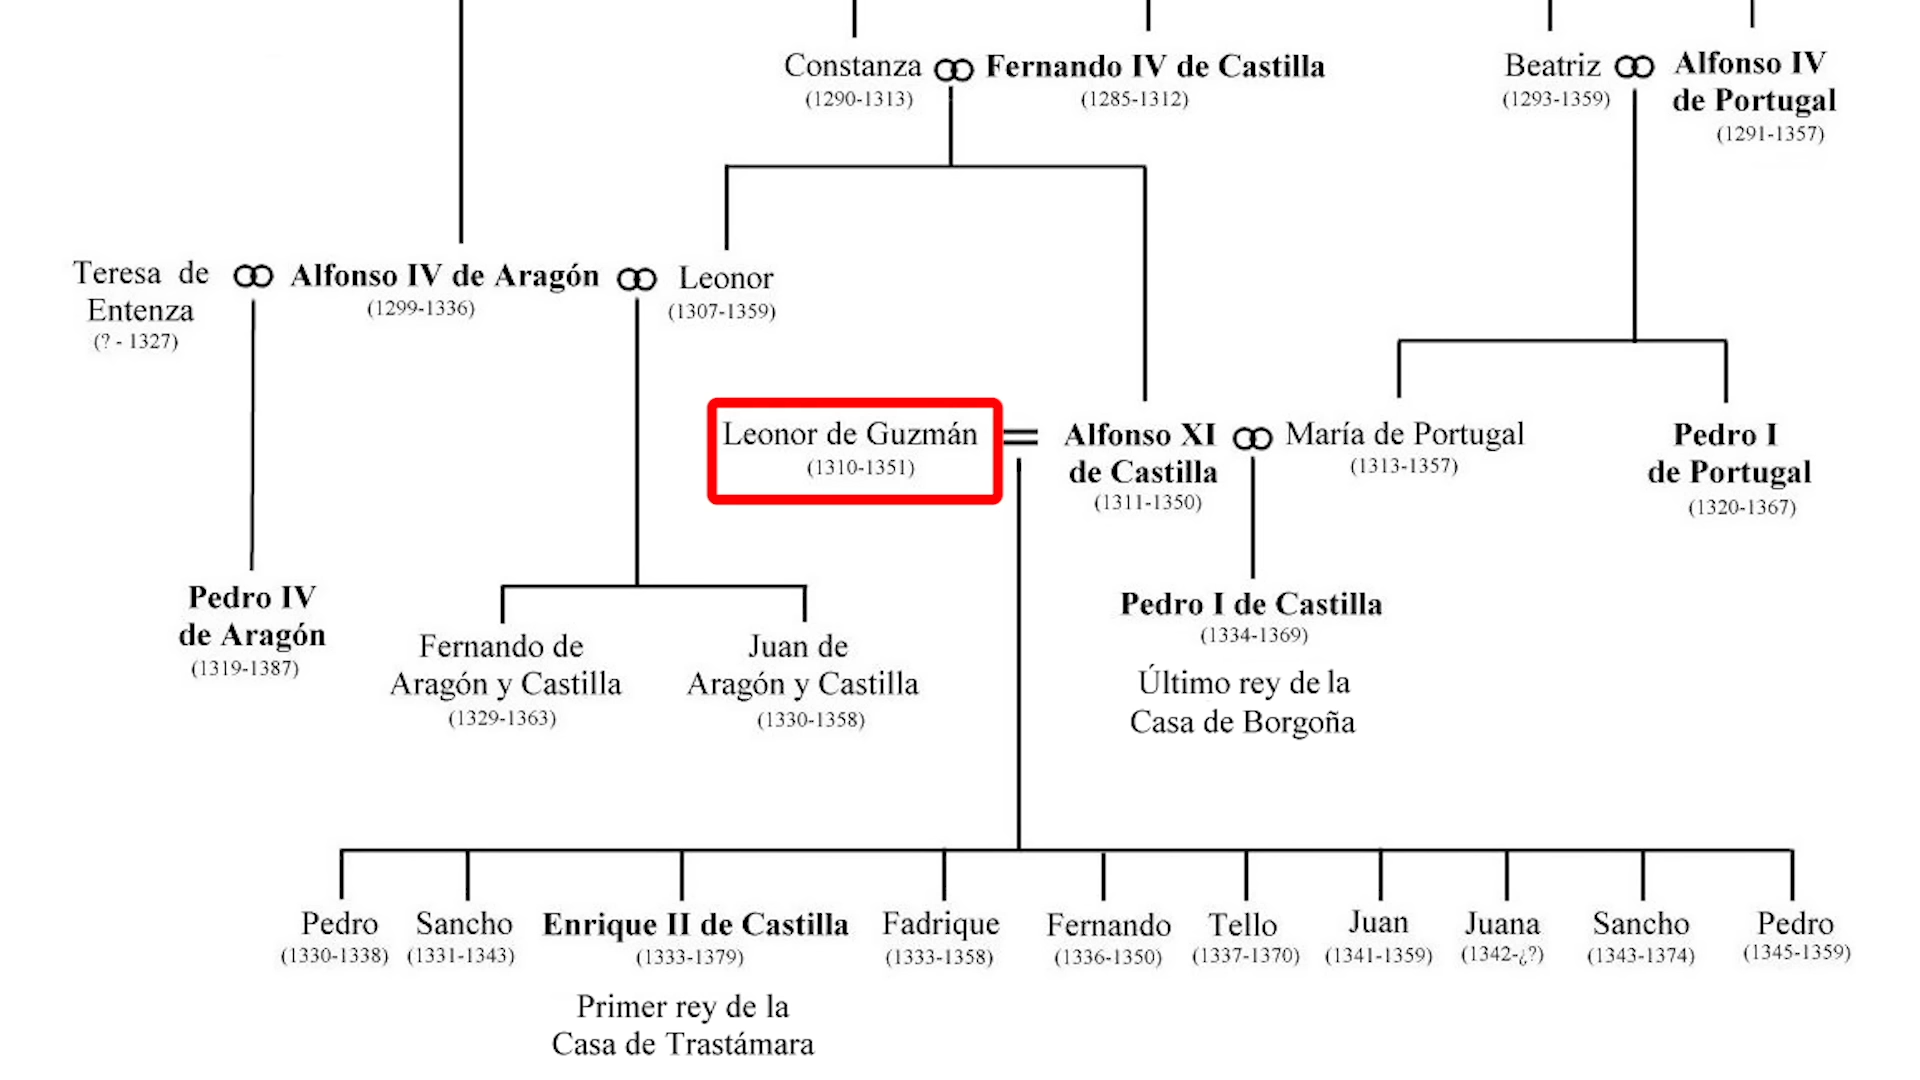 Constanza
(1290-1313)
Fernando IV de Castilla
(1285-1312)
Beatriz
(1293-1359)
Alfonso IV
de Portugal
(1291-1357)
Teresa de
Entenza
(? - 1327)
Alfonso IV de Aragón
(1299-1336)
Leonor
(1307-1359)
Leonor de Guzmán
(1310-1351)
Alfonso XI
de Castilla
(1311-1350)
María de Portugal
(1313-1357)
Pedro I
de Portugal
(1320-1367)
Pedro IV
de Aragón
(1319-1387)
Fernando de
Aragón y Castilla
(1329-1363)
Juan de
Aragón y Castilla
(1330-1358)
Pedro I de Castilla
(1334-1369)
Último rey de la
Casa de Borgoña
Pedro
(1330-1338)
Sancho
(1331-1343)
Enrique II de Castilla
(1333-1379)
Primer rey de la
Casa de Trastámara
Fadrique
(1333-1358)
Fernando
(1336-1350)
Tello
(1337-1370)
Juan
(1341-1359)
Juana
(1342-¿?)
Sancho
(1343-1374)
Pedro
(1345-1359)